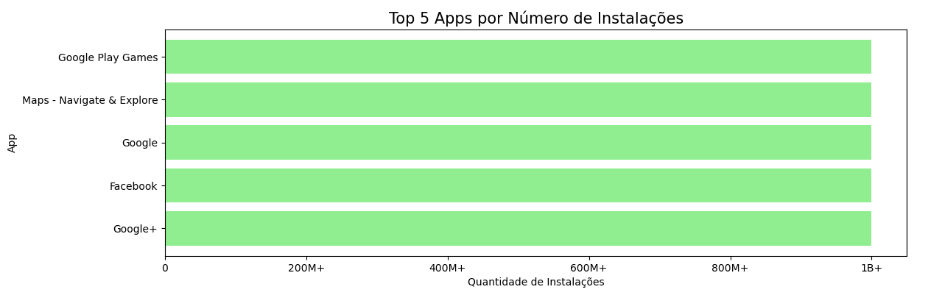 Top 5 Apps por Número de Instalações
Google Play Games
Maps - Navigate & Explore
Google
Facebook
Google+
App
0 200M+ 400M+ 600M+ 800M+ 1B+
Quantidade de Instalações